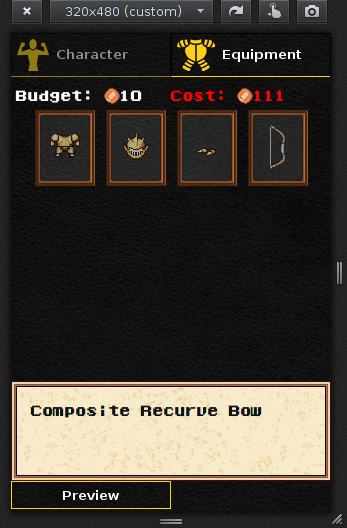 320x480 (custom)
Character
Equipment
Budget: 10
Cost: 111
Composite Recurve Bow
Preview